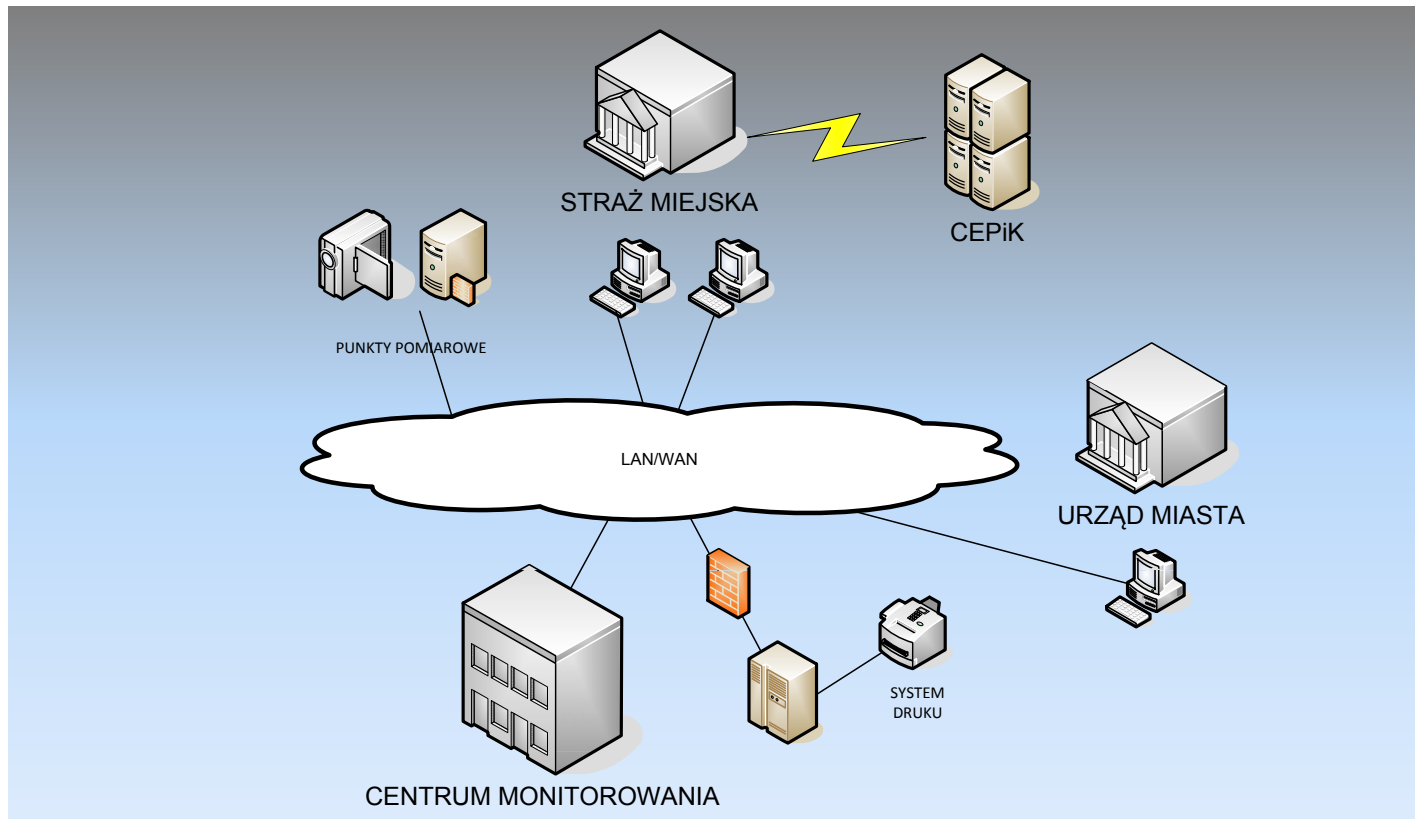 STRAŻ MIEJSKA
CEPiK
PUNKTY POMIAROWE
LAN/WAN
URZĄD MIASTA
SYSTEM
DRUKU
CENTRUM MONITOROWANIA